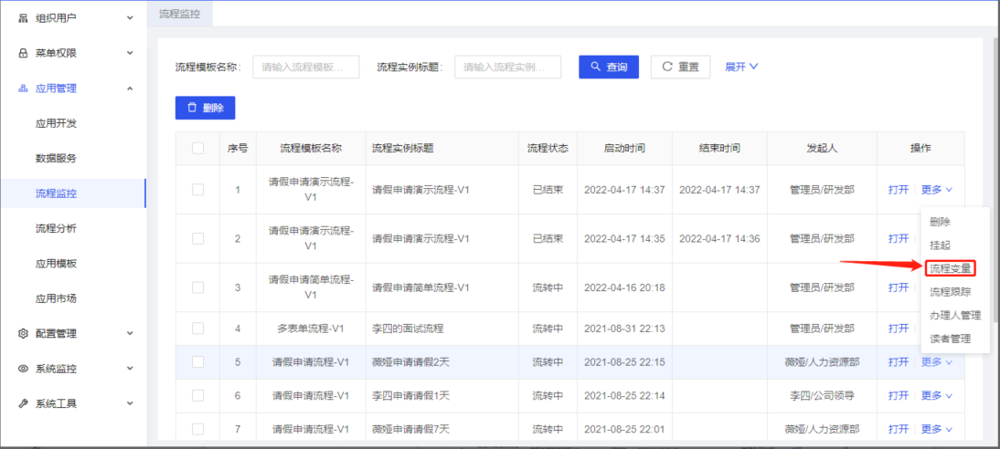 组织用户
菜单权限
应用管理
应用开发
数据服务
流程监控
流程分析
应用模板
应用市场
配置管理
系统监控
系统工具
流程监控
流程模板名称: 请输入流程模板... 流程实例标题: 请输入流程实例... 查询 重置 展开
删除
序号 流程模板名称 流程实例标题 流程状态 启动时间 结束时间 发起人 操作
1 请假申请演示流程-V1 请假申请演示流程-V1 已结束 2022-04-17 14:37 2022-04-17 14:37 管理员/研发部 打开 更多
2 请假申请演示流程-V1 请假申请演示流程-V1 已结束 2022-04-17 14:35 2022-04-17 14:36 管理员/研发部 打开
3 请假申请简单流程-V1 请假申请简单流程-V1 流转中 2022-04-16 20:18 管理员/研发部 打开
4 多表单流程-V1 李四的面试流程 流转中 2021-08-31 22:13 管理员/研发部 打开
5 请假申请流程-V1 薇娅申请请假2天 流转中 2021-08-25 22:15 薇娅/人力资源部 打开 更多
6 请假申请流程-V1 李四申请请假1天 流转中 2021-08-25 22:14 李四/公司领导 打开 更多
7 请假申请流程-V1 薇娅申请请假7天 流转中 2021-08-25 22:01 薇娅/人力资源部 打开 更多
删除
挂起
流程变量
流程跟踪
办理人管理
读者管理